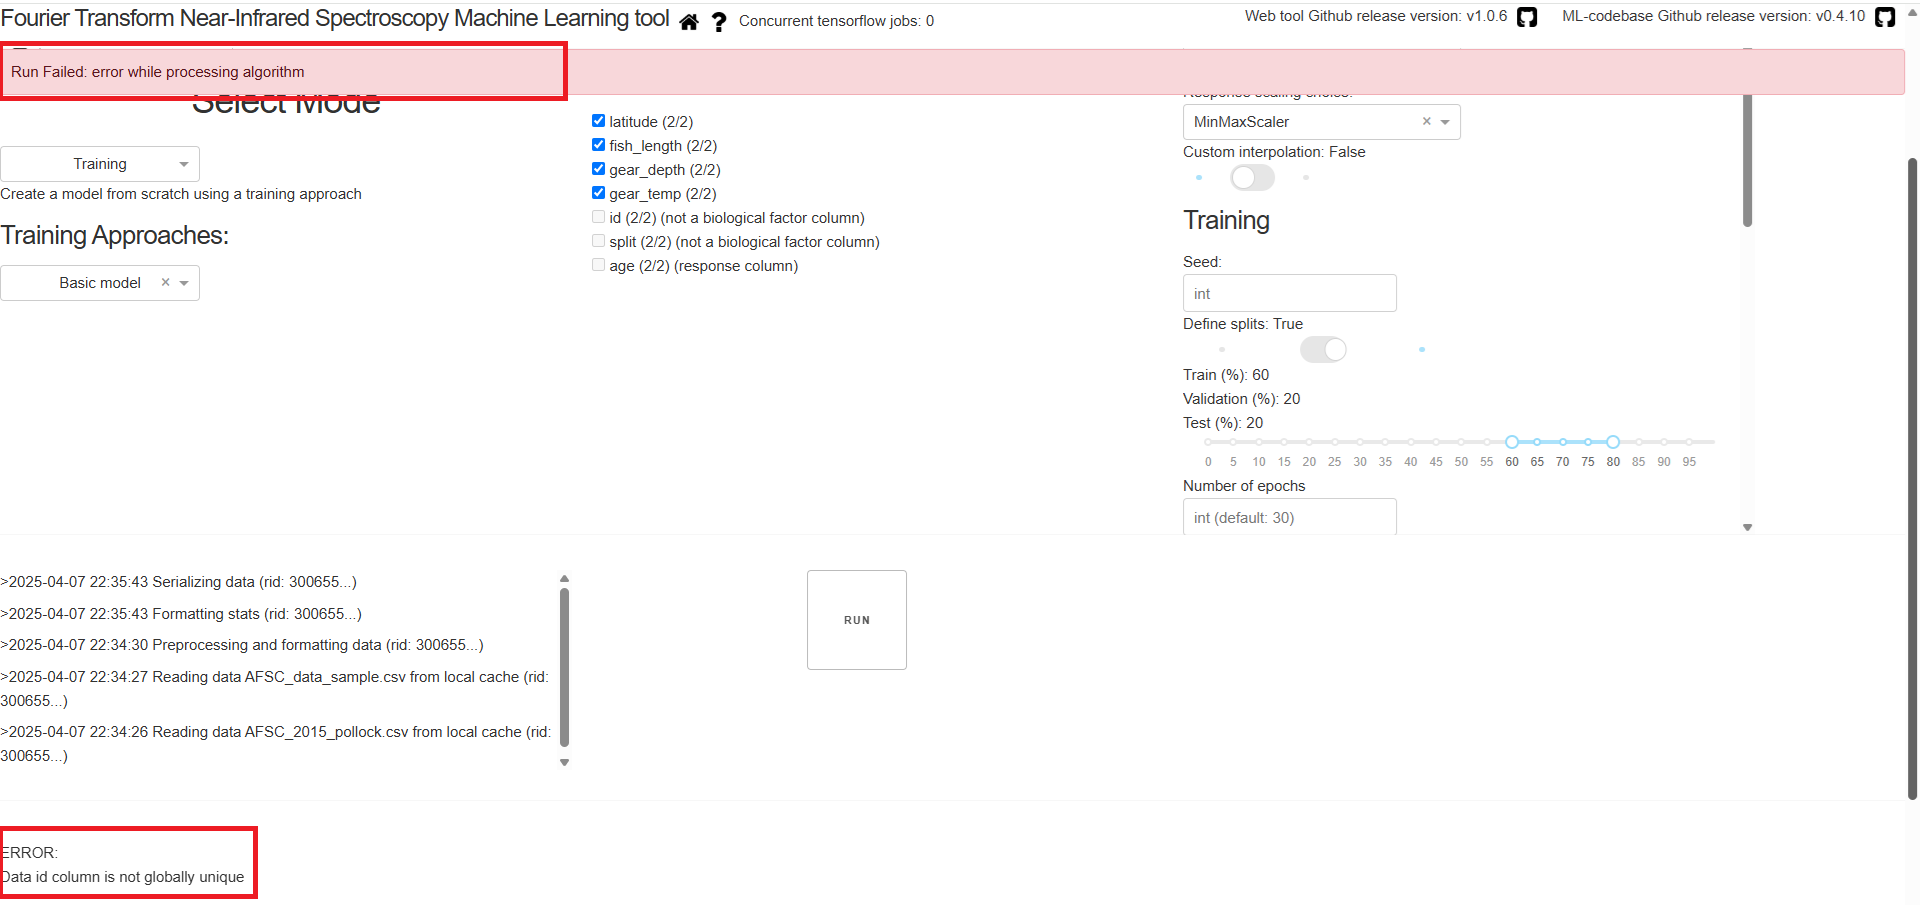 Fourier Transform Near-Infrared Spectroscopy Machine Learning tool
Concurrent tensorflow jobs: 0
Web tool Github release version: v1.0.6
ML-codebase Github release version: v0.4.10
Run Failed: error while processing algorithm
Select Mode
Training
Create a model from scratch using a training approach
Training Approaches:
Basic model ×
latitude (2/2)
fish_length (2/2)
gear_depth (2/2)
gear_temp (2/2)
id (2/2) (not a biological factor column)
split (2/2) (not a biological factor column)
age (2/2) (response column)
Response scaling choice:
MinMaxScaler ×
Custom interpolation: False
Training
Seed:
int
Define splits: True
Train (%): 60
Validation (%): 20
Test (%): 20
0 5 10 15 20 25 30 35 40 45 50 55 60 65 70 75 80 85 90 95
Number of epochs
int (default: 30)
>2025-04-07 22:35:43 Serializing data (rid: 300655...)
>2025-04-07 22:35:43 Formatting stats (rid: 300655...)
>2025-04-07 22:34:30 Preprocessing and formatting data (rid: 300655...)
>2025-04-07 22:34:27 Reading data AFSC_data_sample.csv from local cache (rid:
300655...)
>2025-04-07 22:34:26 Reading data AFSC_2015_pollock.csv from local cache (rid:
300655...)
RUN
ERROR:
Data id column is not globally unique